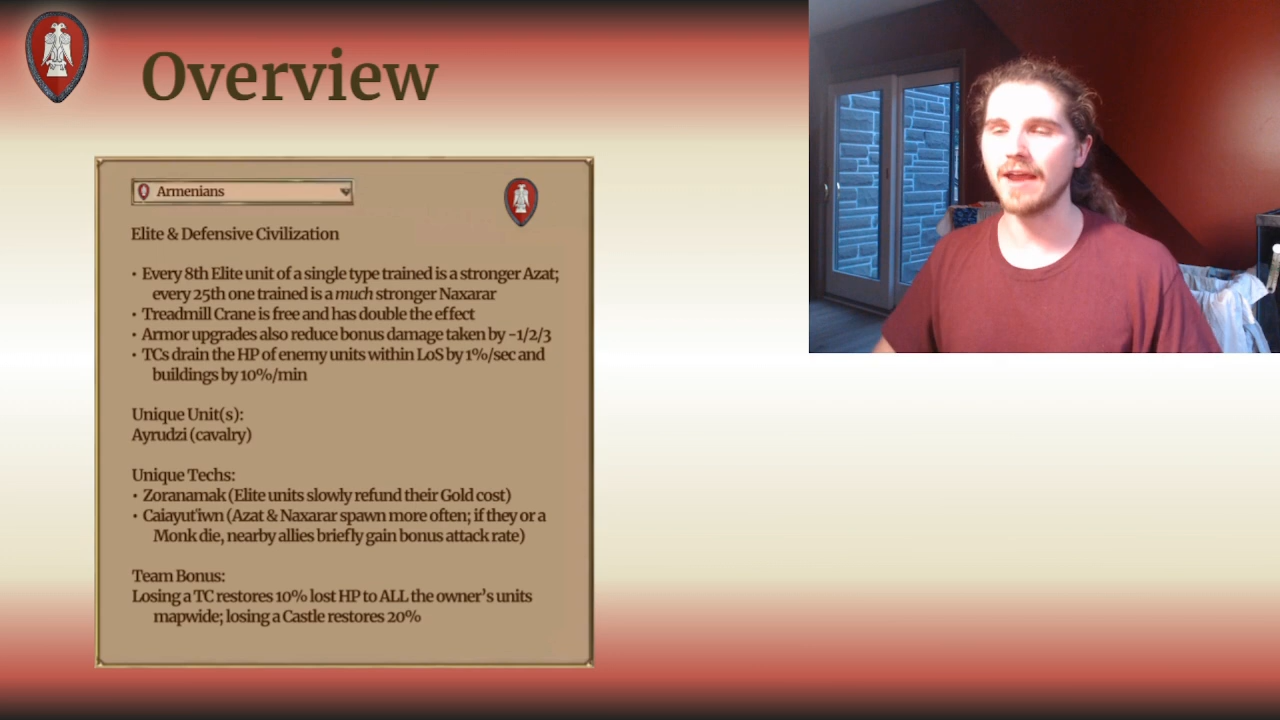 Overview
Armenians
Elite & Defensive Civilization
• Every 8th Elite unit of a single type trained is a stronger Azat;
every 25th one trained is a much stronger Naxarar
• Treadmill Crane is free and has double the effect
• Armor upgrades also reduce bonus damage taken by -1/2/3
• TCs drain the HP of enemy units within LoS by 1%/sec and
buildings by 10%/min
Unique Unit(s):
Ayrudzi (cavalry)
Unique Techs:
• Zoranamak (Elite units slowly refund their Gold cost)
• Caiayut'iwn (Azat & Naxarar spawn more often; if they or a
Monk die, nearby allies briefly gain bonus attack rate)
Team Bonus:
Losing a TC restores 10% lost HP to ALL the owner's units
mapwide; losing a Castle restores 20%